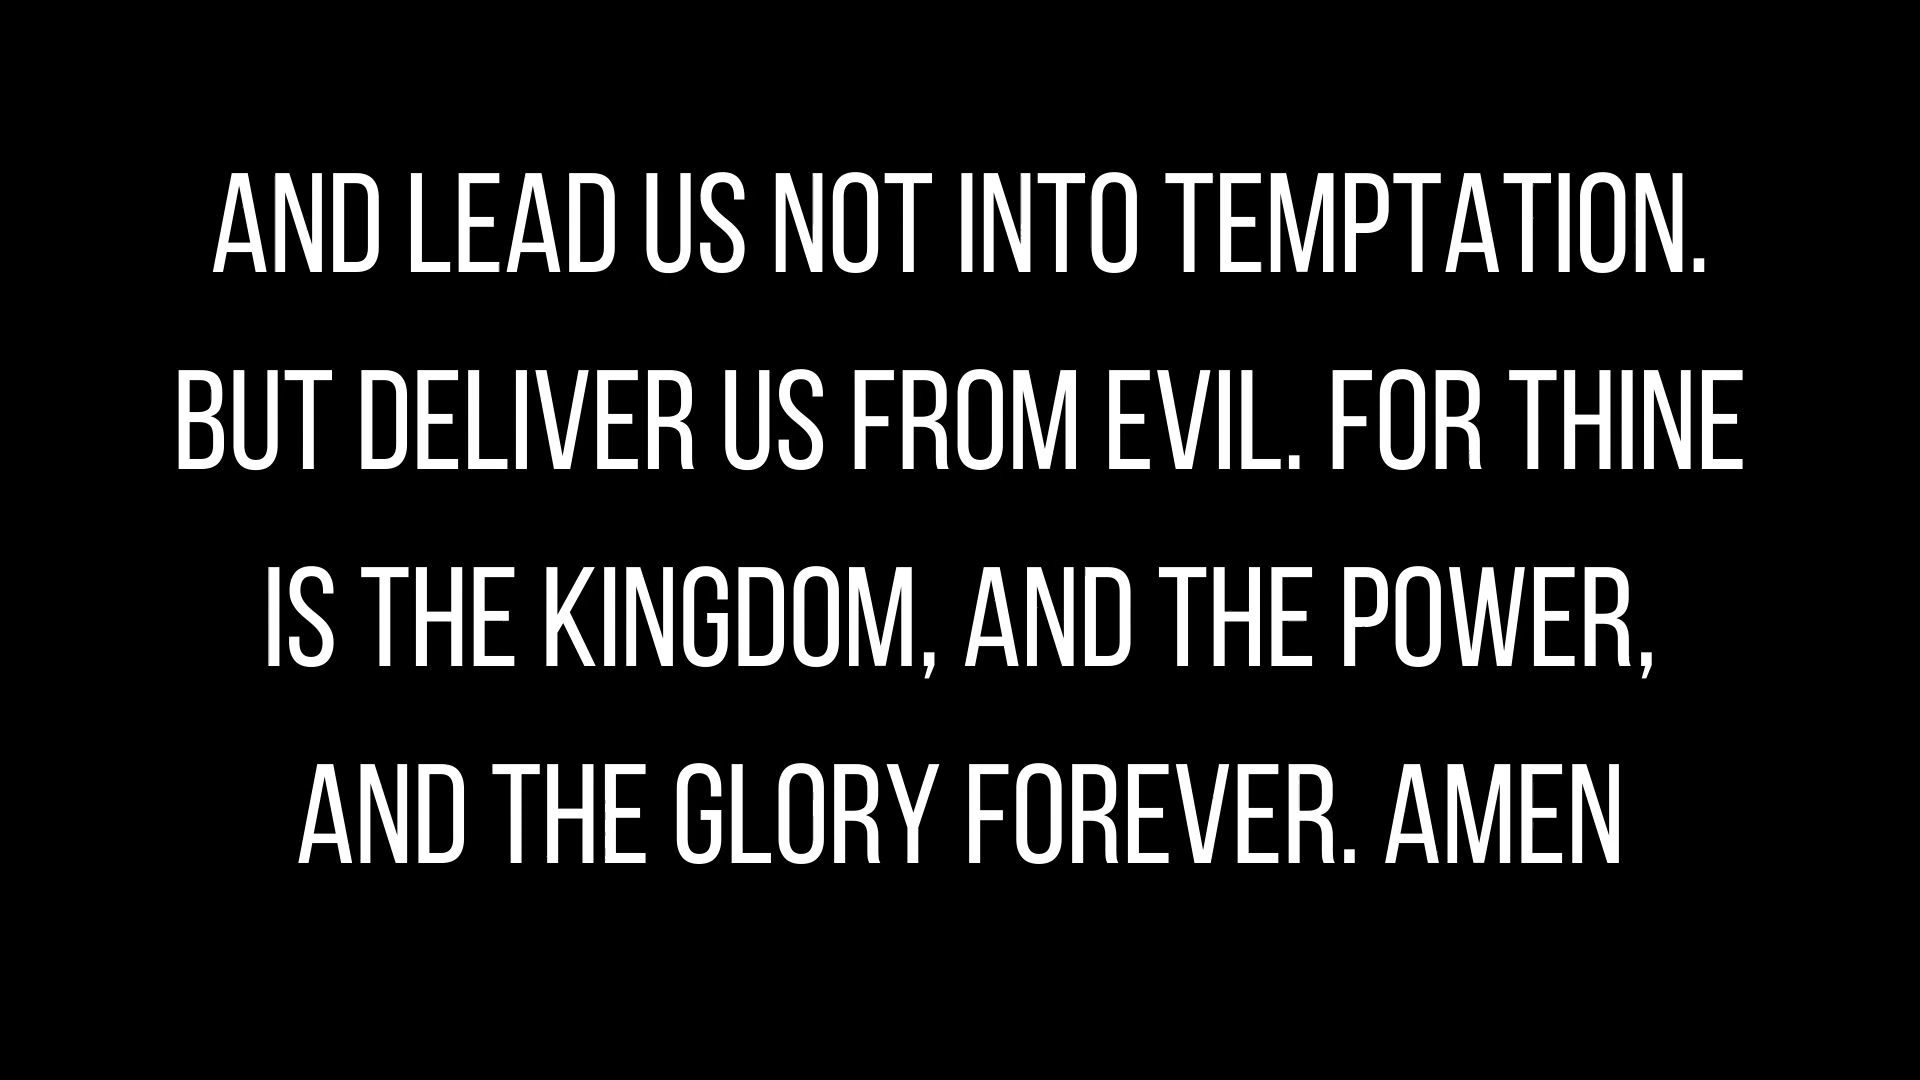 AND LEAD US NOT INTO TEMPTATION.
BUT DELIVER US FROM EVIL. FOR THINE
IS THE KINGDOM, AND THE POWER,
AND THE GLORY FOREVER. AMEN